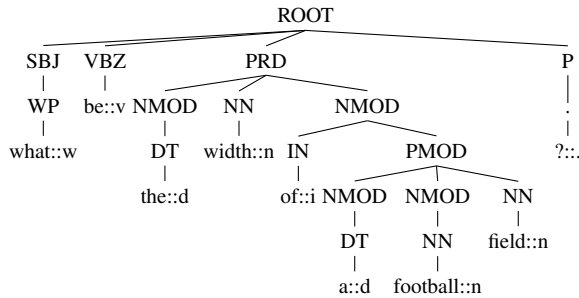 ROOT
SBJ VBZ PRD P
WP be::v NMOD NN NMOD .
what::w DT width::n IN PMOD ?::.
the::d of::i NMOD NMOD NN
DT NN field::n
a::d football::n